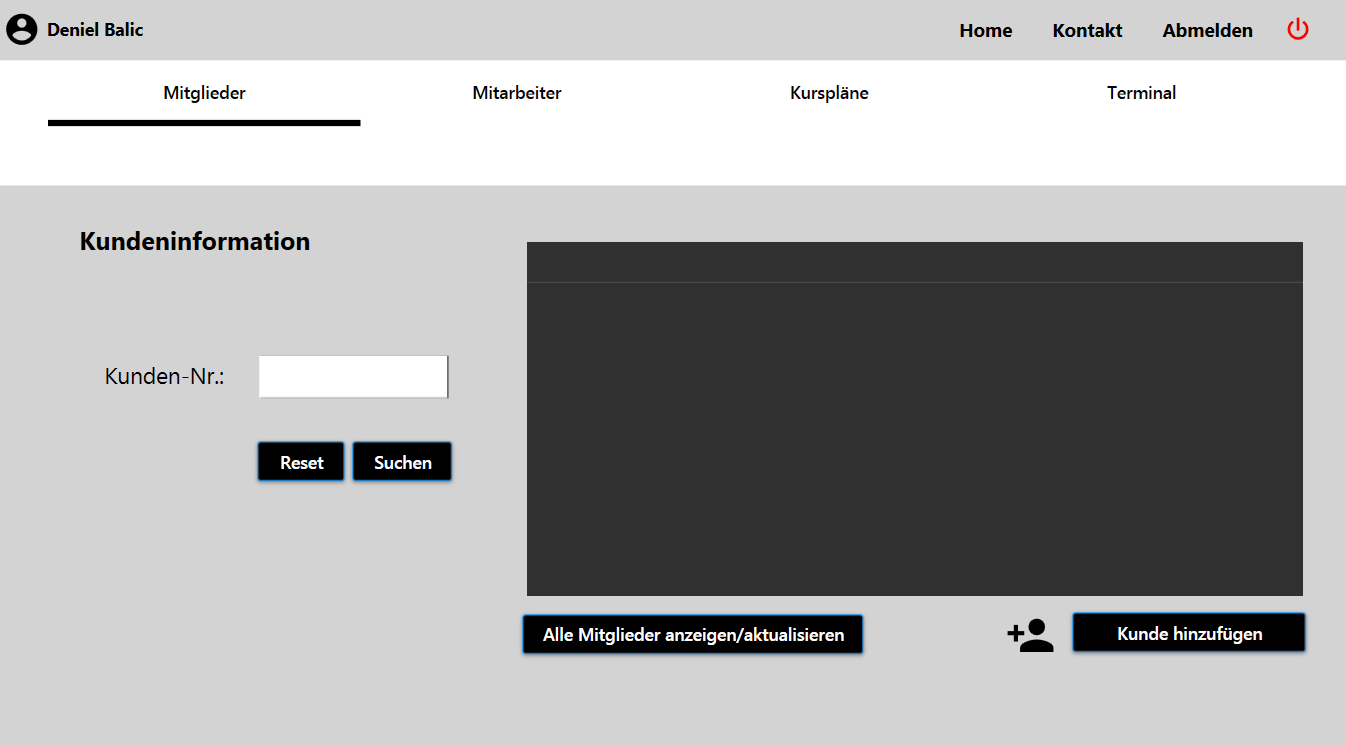 Deniel Balic
Home Kontakt Abmelden
Mitglieder Mitarbeiter Kurspläne Terminal
Kundeninformation
Kunden-Nr.:
Reset Suchen
Alle Mitglieder anzeigen/aktualisieren
Kunde hinzufügen